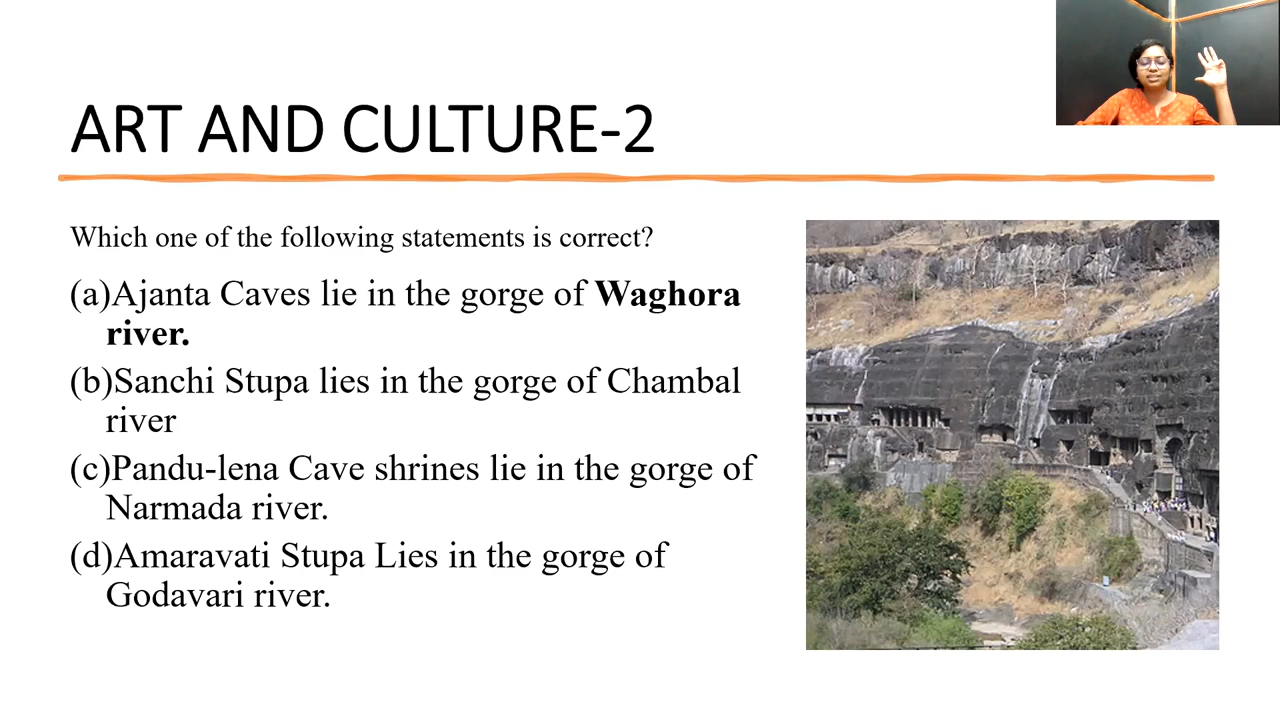 ART AND CULTURE-2
Which one of the following statements is correct?
(a)Ajanta Caves lie in the gorge of Waghora
river.
(b)Sanchi Stupa lies in the gorge of Chambal
river
(c)Pandu-lena Cave shrines lie in the gorge of
Narmada river.
(d)Amaravati Stupa Lies in the gorge of
Godavari river.